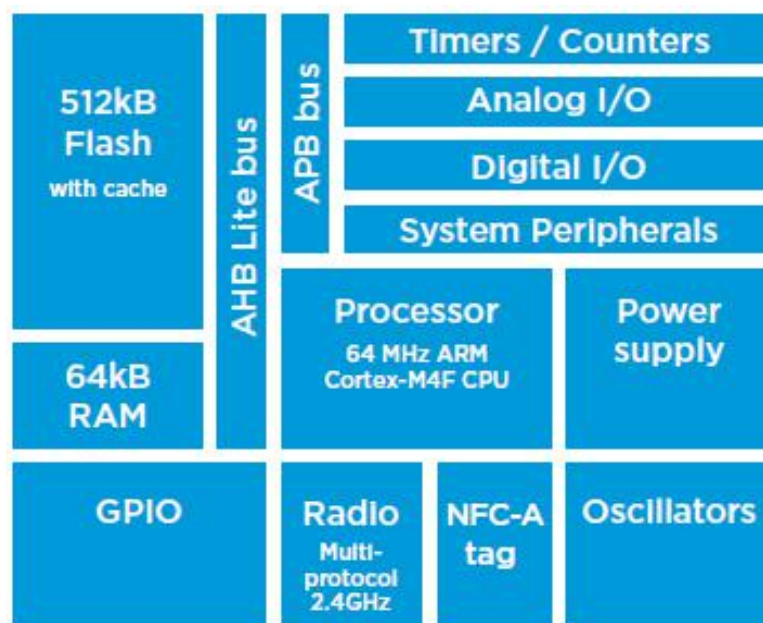 512kB
Flash
with cache
64kB
RAM
AHB Lite bus
APB bus
Timers / Counters
Analog I/O
Digital I/O
System Peripherals
Processor
64 MHz ARM
Cortex-M4F CPU
Power
supply
GPIO
Radio
Multi-
protocol
2.4GHz
NFC-A
tag
Oscillators